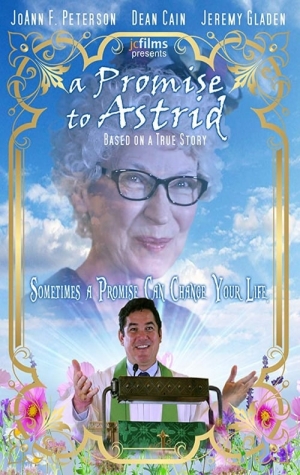 JoAnn F. Peterson Dean Cain Jeremy Gladen
jcfilms
presents
a Promise
to Astrid
Based on a True Story
Sometimes a Promise Can Change Your Life